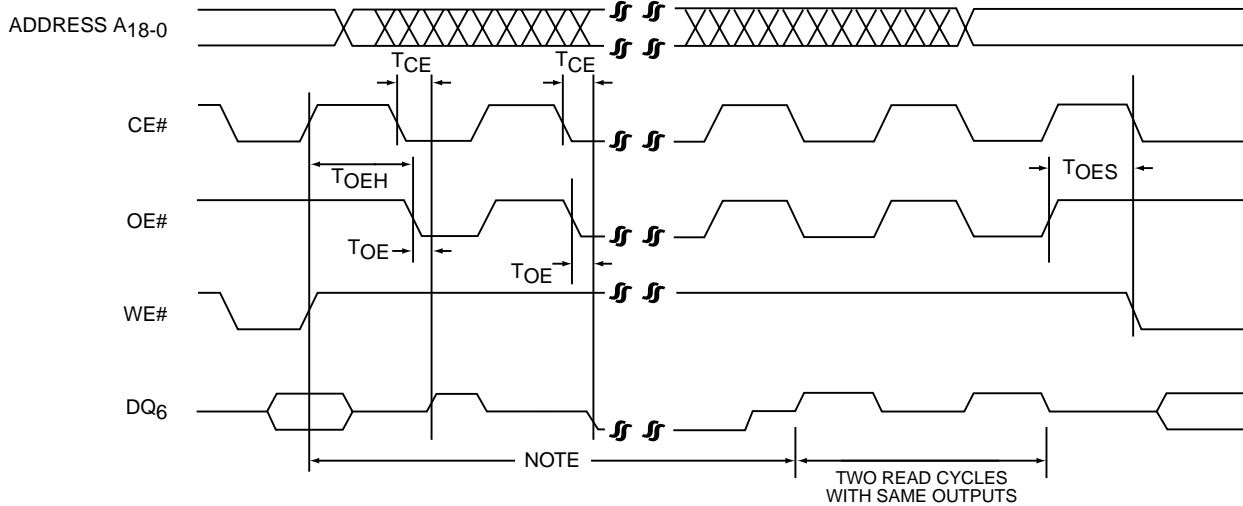 ADDRESS A18-0
TCE
TCE
CE#
TOEH
TOES
OE#
TOE
TOE
WE#
DQ6
NOTE
TWO READ CYCLES
WITH SAME OUTPUTS